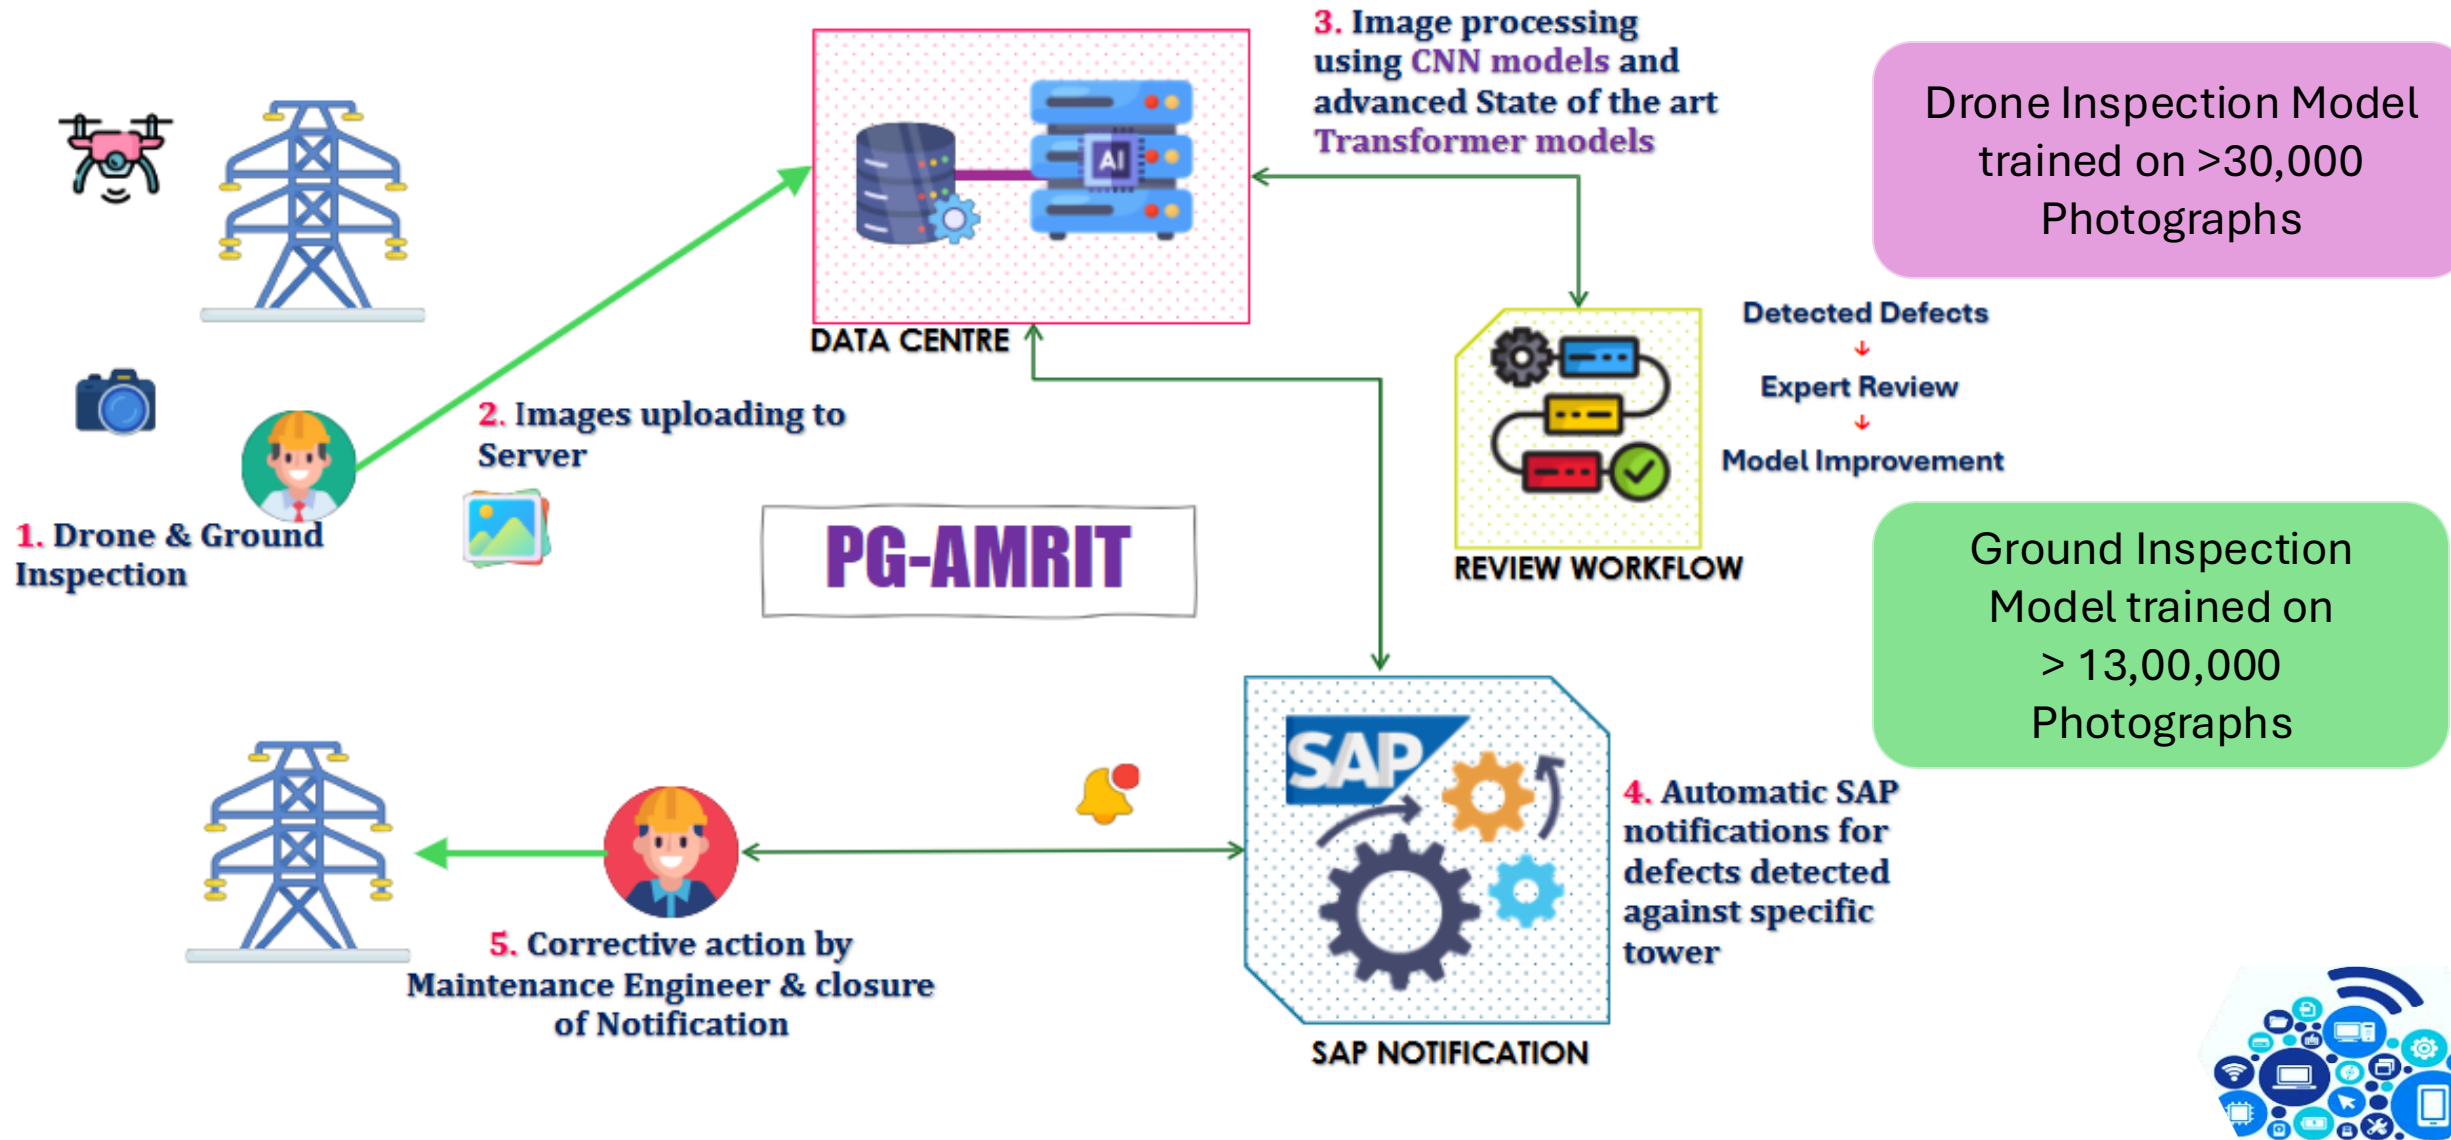 3. Image processing
using CNN models and
advanced State of the art
Transformer models
Drone Inspection Model
trained on >30,000
Photographs
AI
DATA CENTRE
Detected Defects
↓
Expert Review
↓
Model Improvement
2. Images uploading to
Server
1. Drone & Ground
Inspection
PG-AMRIT
REVIEW WORKFLOW
Ground Inspection
Model trained on
> 13,00,000
Photographs
SAP
4. Automatic SAP
notifications for
defects detected
against specific
tower
5. Corrective action by
Maintenance Engineer & closure
of Notification
SAP NOTIFICATION